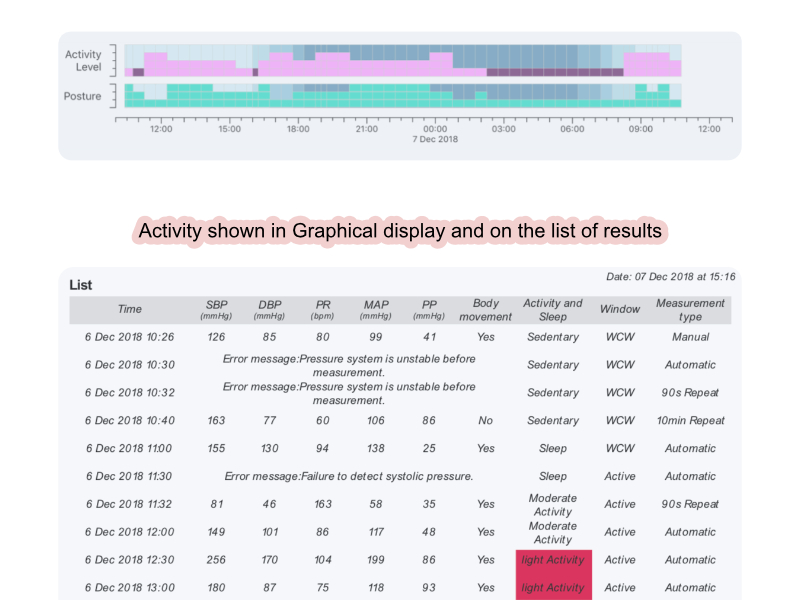 Activity
Level
Posture
12:00 15:00 18:00 21:00 00:00 03:00 06:00 09:00 12:00
7 Dec 2018
Activity shown in Graphical display and on the list of results
Date: 07 Dec 2018 at 15:16
List
Time SBP (mmHg) DBP (mmHg) PR (bpm) MAP (mmHg) PP (mmHg) Body movement Activity and Sleep Window Measurement type
6 Dec 2018 10:26 126 85 80 99 41 Yes Sedentary WCW Manual
6 Dec 2018 10:30 Error message:Pressure system is unstable before measurement. Sedentary WCW Automatic
6 Dec 2018 10:32 Error message:Pressure system is unstable before measurement. Sedentary WCW 90s Repeat
6 Dec 2018 10:40 163 77 60 106 86 No Sedentary WCW 10min Repeat
6 Dec 2018 11:00 155 130 94 138 25 Yes Sleep WCW Automatic
6 Dec 2018 11:30 Error message:Failure to detect systolic pressure. Sleep Active Automatic
6 Dec 2018 11:32 81 46 163 58 35 Yes Moderate Activity Active 90s Repeat
6 Dec 2018 12:00 149 101 86 117 48 Yes Moderate Activity Active Automatic
6 Dec 2018 12:30 256 170 104 199 86 Yes light Activity Active Automatic
6 Dec 2018 13:00 180 87 75 118 93 Yes light Activity Active Automatic